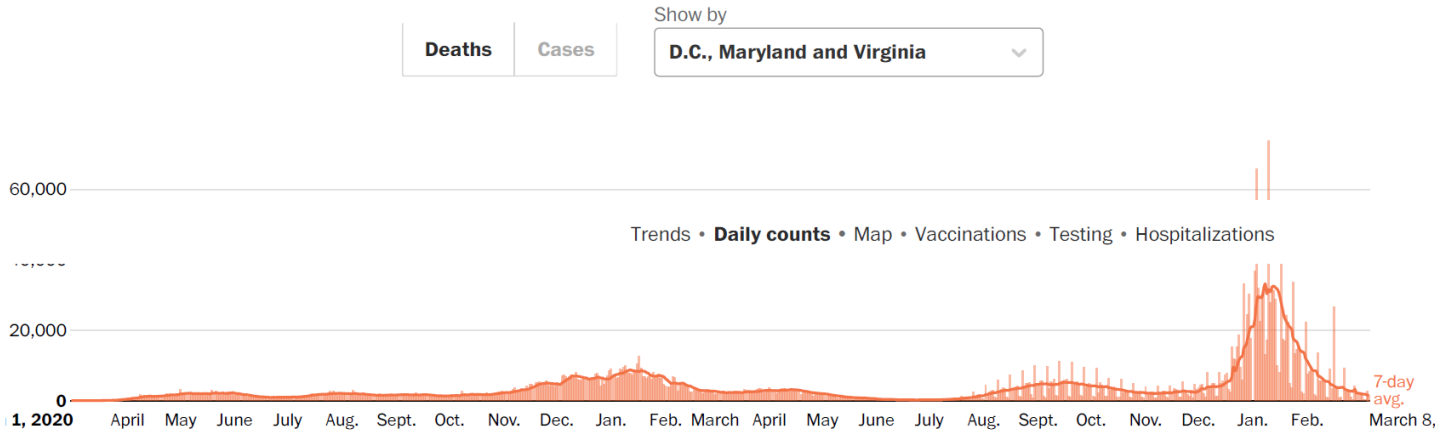 Show by
Deaths Cases D.C., Maryland and Virginia
60,000
Trends • Daily counts • Map • Vaccinations • Testing • Hospitalizations
20,000
7-day
avg.
0
1, 2020 April May June July Aug. Sept. Oct. Nov. Dec. Jan. Feb. March April May June July Aug. Sept. Oct. Nov. Dec. Jan. Feb. March 8,